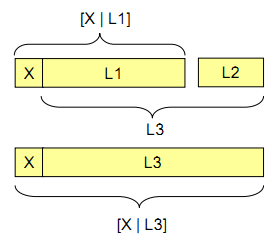 [X | L1]
X L1 L2
L3
X L3
[X | L3]